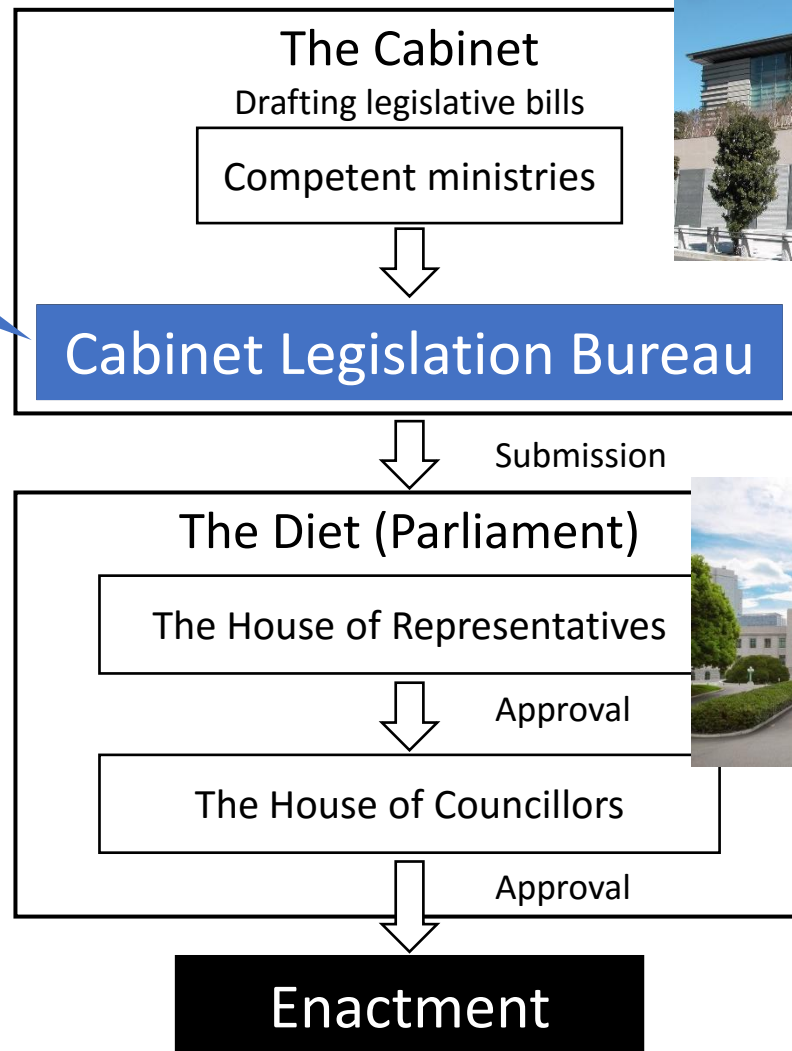 The Cabinet
Drafting legislative bills
Competent ministries
Cabinet Legislation Bureau
Submission
The Diet (Parliament)
The House of Representatives
Approval
The House of Councillors
Approval
Enactment